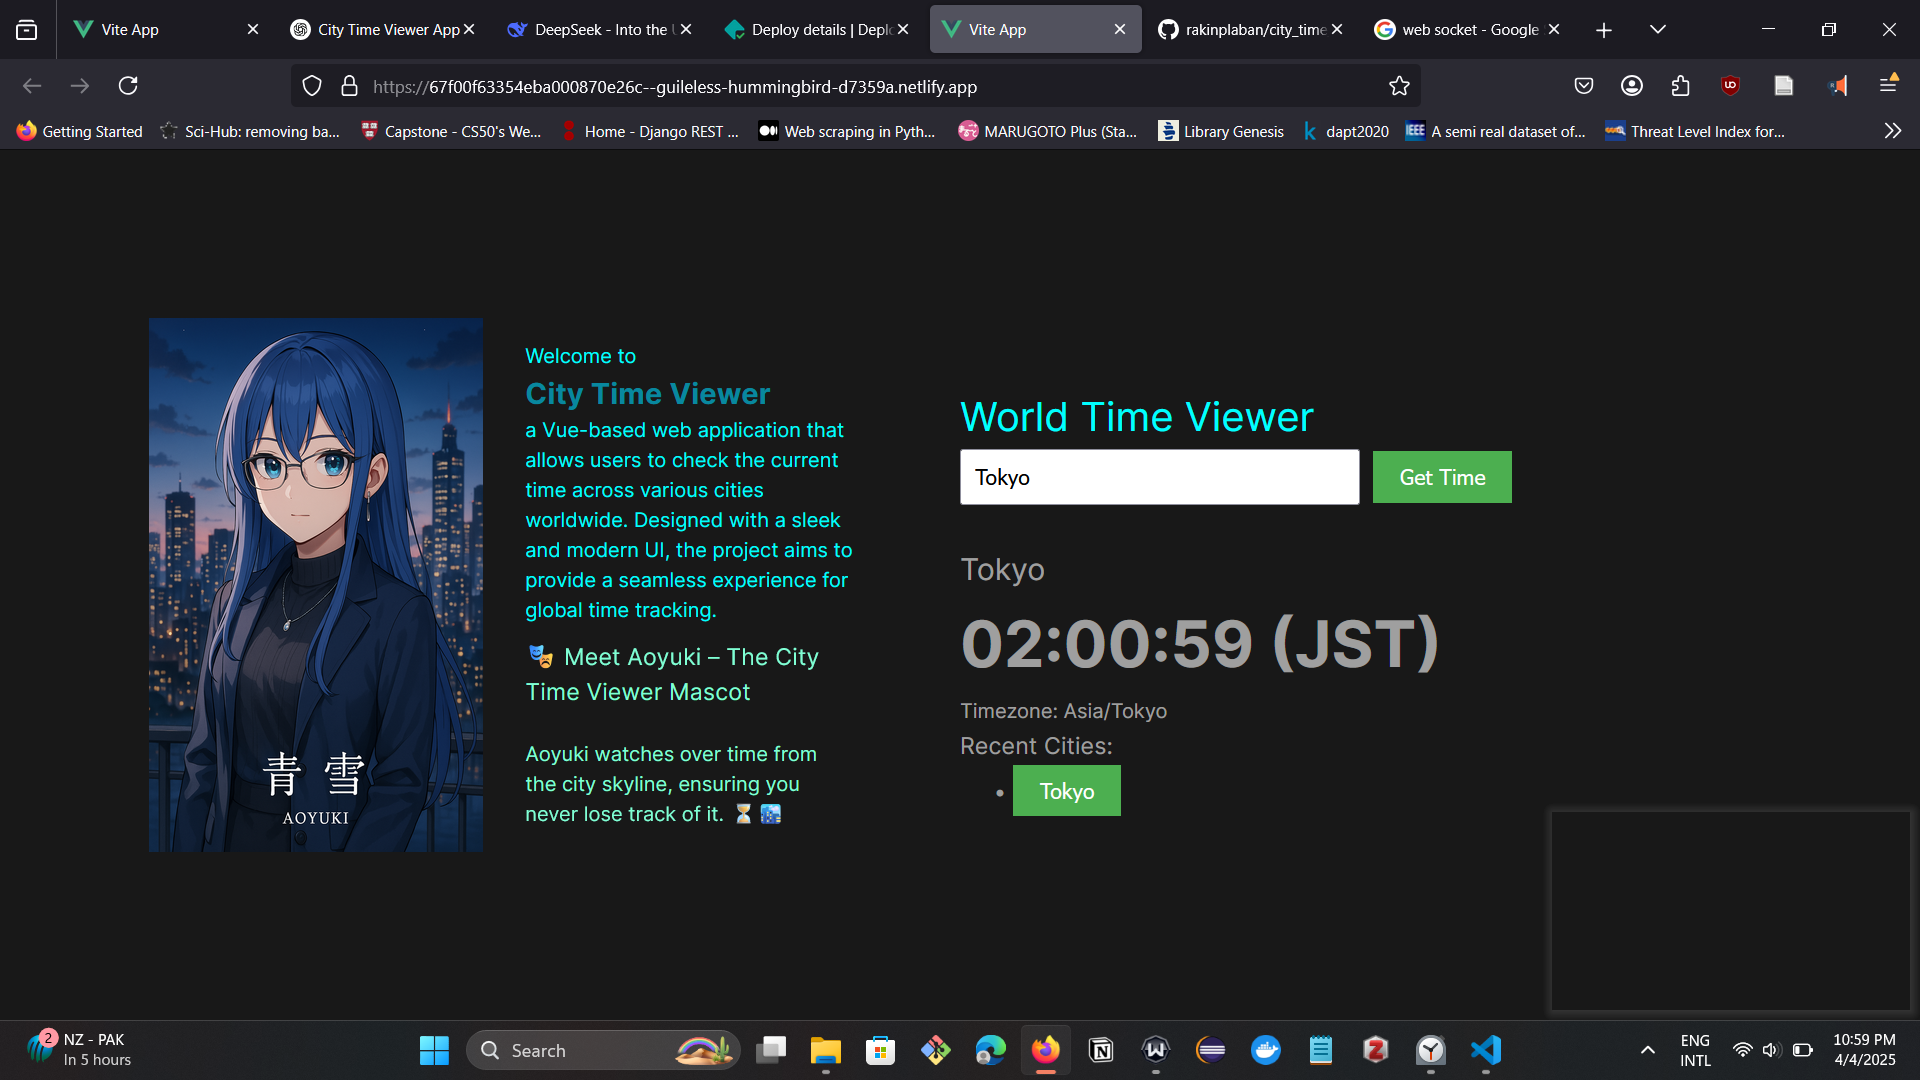 Vite App
City Time Viewer App
DeepSeek - Into the
Deploy details | Deplo
Vite App
rakinplaban/city_time
web socket - Google
https://67f00f63354eba000870e26c--guileless-hummingbird-d7359a.netlify.app
Getting Started
Sci-Hub: removing ba...
Capstone - CS50's We...
Home - Django REST ...
Web scraping in Pyth...
MARUGOTO Plus (Sta...
Library Genesis
dapt2020
IEEE
A semi real dataset of...
Threat Level Index for...
青雪
AOYUKI
Welcome to
City Time Viewer
a Vue-based web application that
allows users to check the current
time across various cities
worldwide. Designed with a sleek
and modern UI, the project aims to
provide a seamless experience for
global time tracking.
🎭 Meet Aoyuki – The City
Time Viewer Mascot
Aoyuki watches over time from
the city skyline, ensuring you
never lose track of it. ⏳ 🏙️
World Time Viewer
Tokyo
Get Time
Tokyo
02:00:59 (JST)
Timezone: Asia/Tokyo
Recent Cities:
• Tokyo
2
NZ - PAK
In 5 hours
Search
ENG
INTL
10:59 PM
4/4/2025